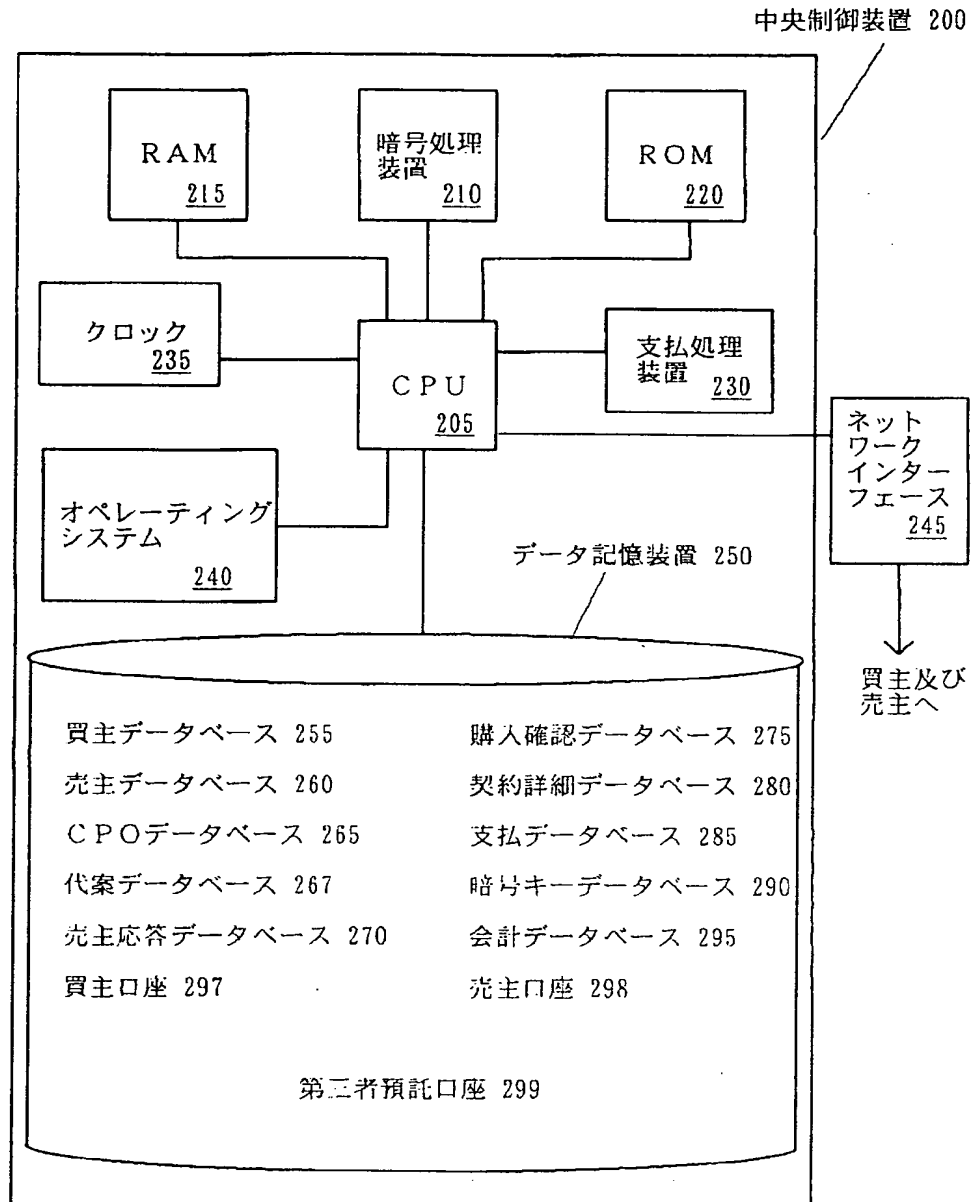 中央制御装置 200
RAM
215
暗号処理
装置
210
ROM
220
クロック
235
CPU
205
支払処理
装置
230
オペレーティング
システム
240
ネット
ワーク
インター
フェース
245
データ記憶装置 250
買主及び
売主へ
買主データベース 255
購入確認データベース 275
売主データベース 260
契約詳細データベース 280
CPOデータベース 265
支払データベース 285
代案データベース 267
暗号キーデータベース 290
売主応答データベース 270
会計データベース 295
買主口座 297
売主口座 298
第三者預託口座 299